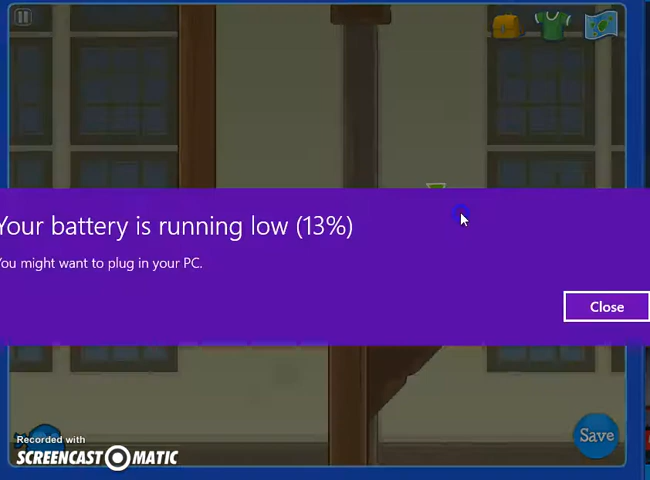 Your battery is running low (13%)
You might want to plug in your PC.
Close
Save
Recorded with
SCREENCAST MATIC